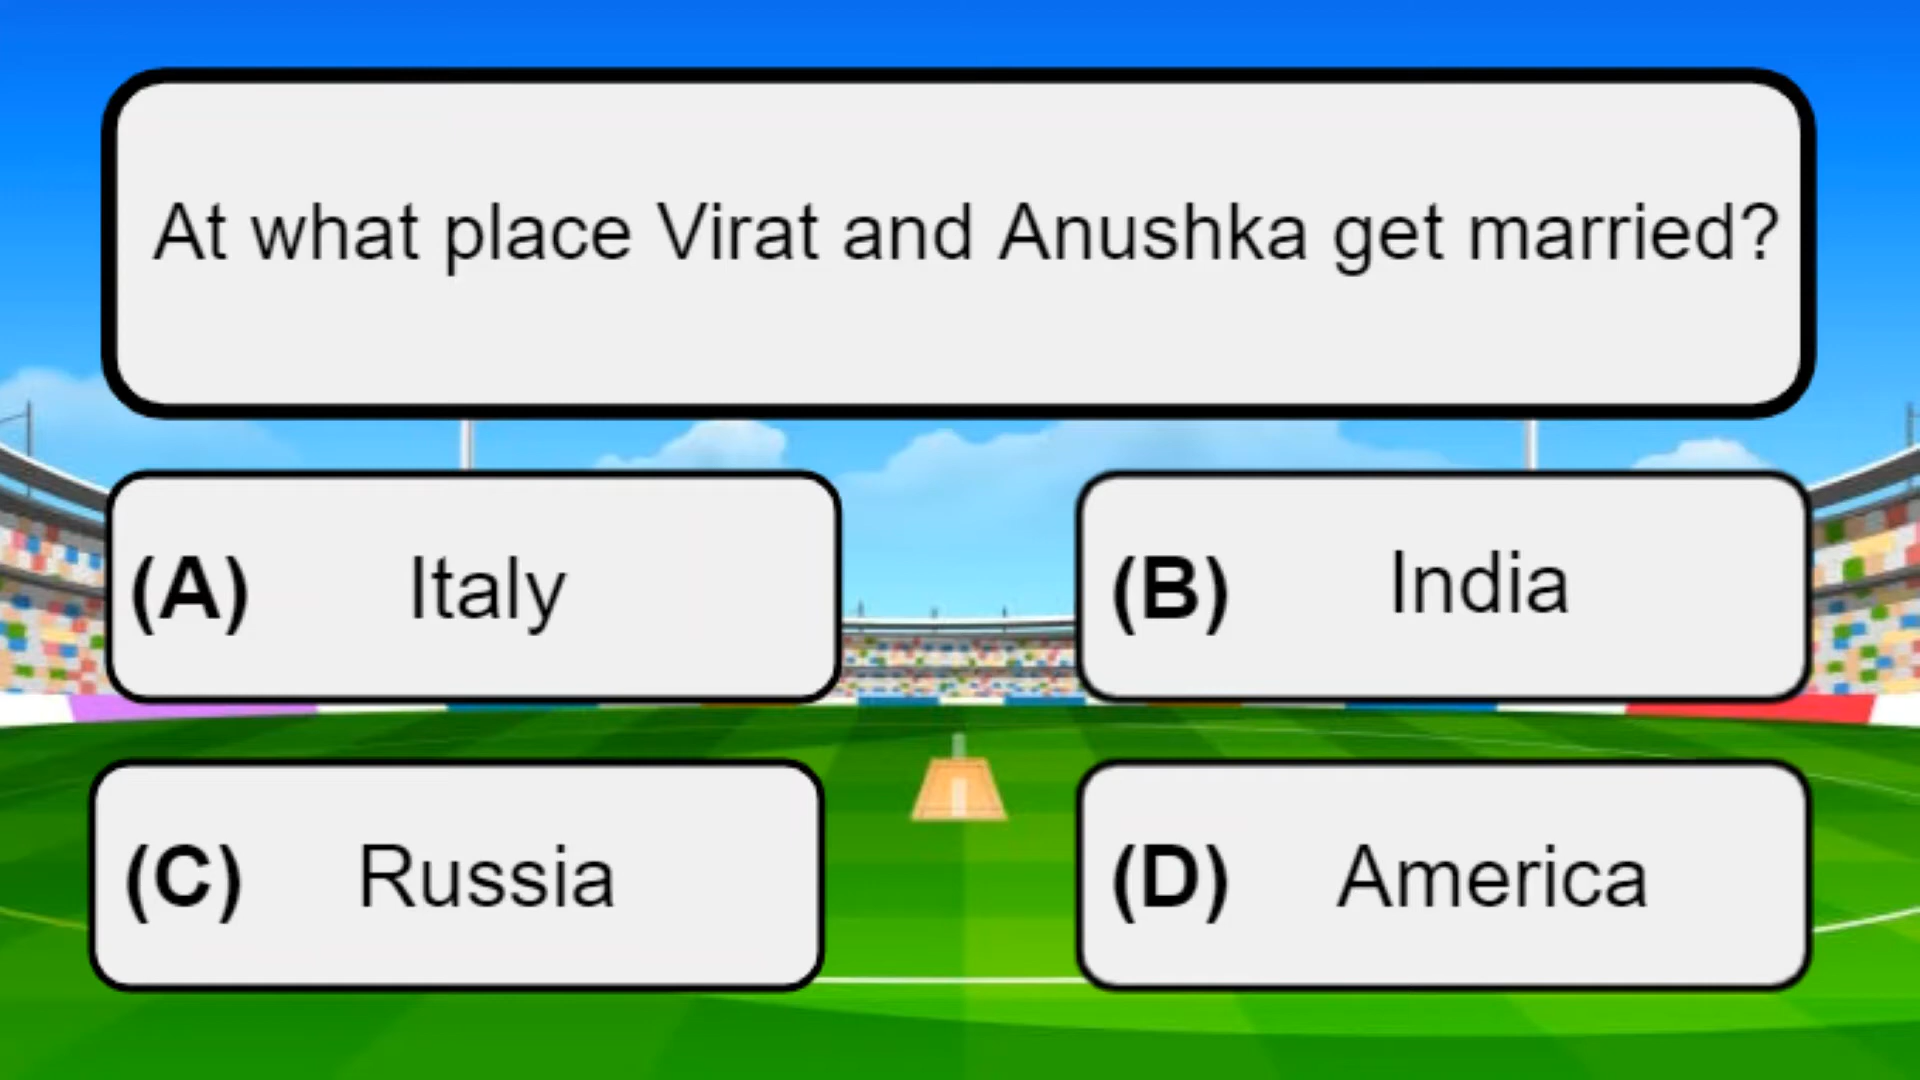 At what place Virat and Anushka get married?
(A) Italy
(B) India
(C) Russia
(D) America